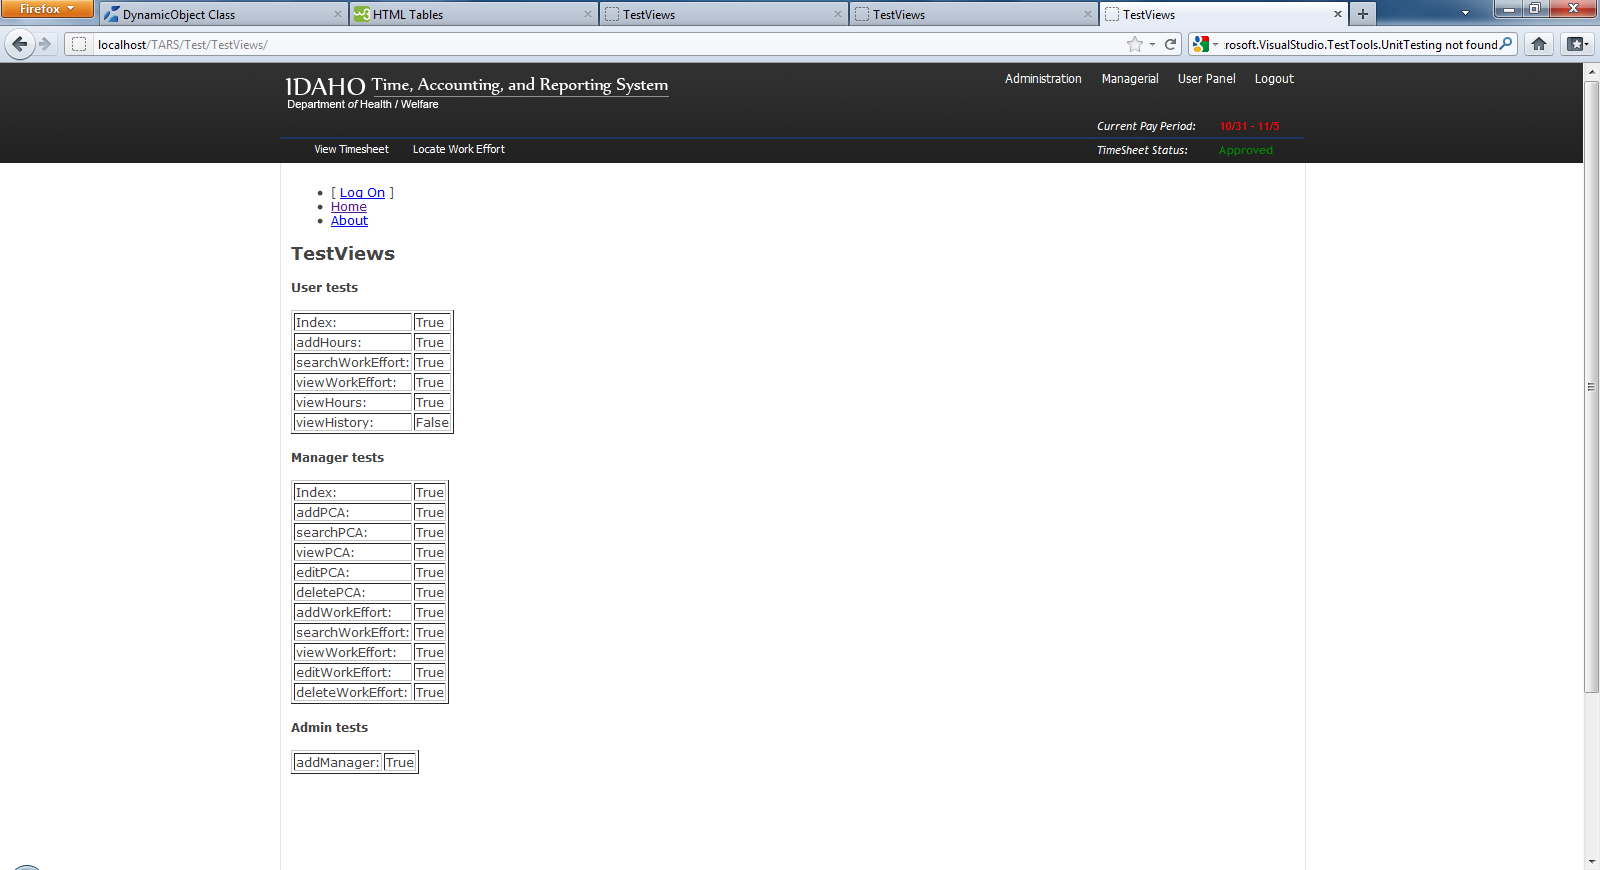 Firefox
DynamicObject Class
HTML Tables
TestViews
TestViews
TestViews
localhost/TARS/Test/TestViews/
rosoft.VisualStudio.TestTools.UnitTesting not found
IDAHO Time, Accounting, and Reporting System
Department of Health / Welfare
Administration Managerial User Panel Logout
Current Pay Period: 10/31 - 11/5
View Timesheet Locate Work Effort
TimeSheet Status: Approved
[ Log On ]
Home
About
TestViews
User tests
Index: True
addHours: True
searchWorkEffort: True
viewWorkEffort: True
viewHours: True
viewHistory: False
Manager tests
Index: True
addPCA: True
searchPCA: True
viewPCA: True
editPCA: True
deletePCA: True
addWorkEffort: True
searchWorkEffort: True
viewWorkEffort: True
editWorkEffort: True
deleteWorkEffort: True
Admin tests
addManager: True